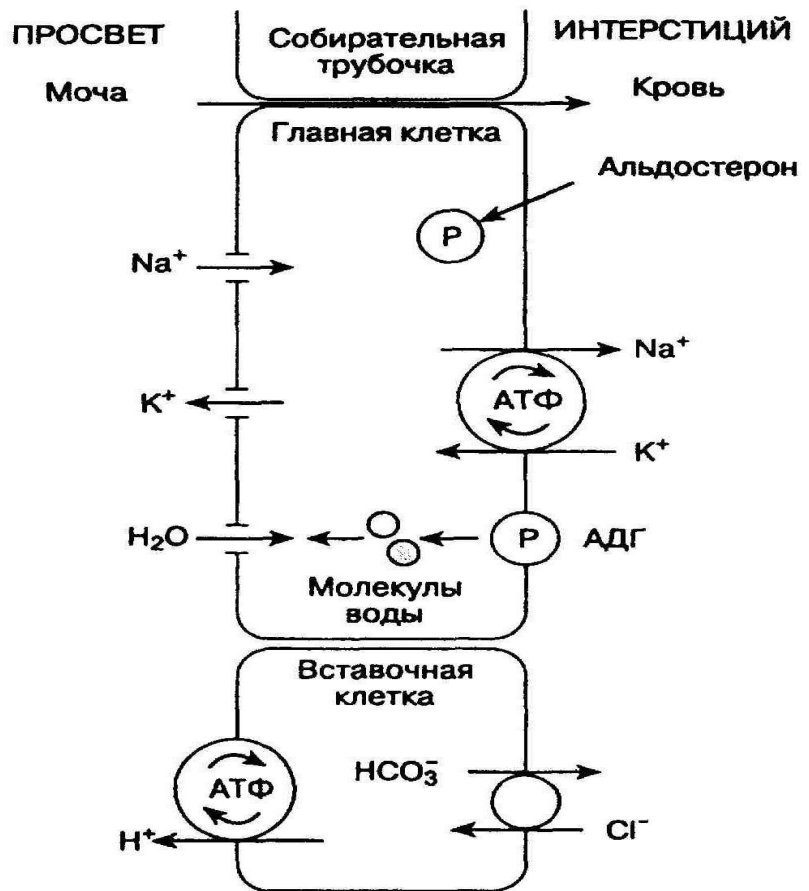 ПРОСВЕТ
Собирательная
трубочка
ИНТЕРСТИЦИЙ
Моча
Кровь
Главная клетка
Альдостерон
Р
Na⁺
Na⁺
K⁺
АТФ
K⁺
H₂O
Р
АДГ
Молекулы
воды
Вставочная
клетка
АТФ
HCO₃⁻
H⁺
Cl⁻